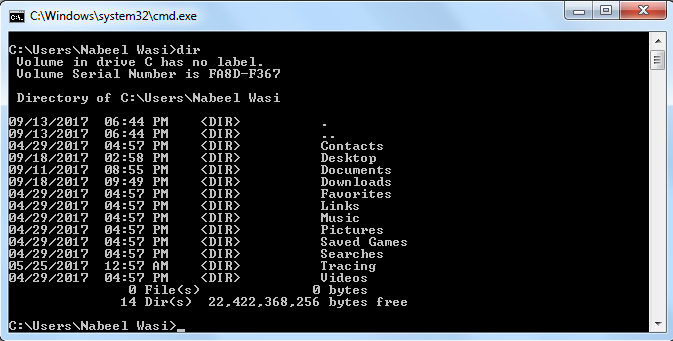 C:\Windows\system32\cmd.exe
C:\Users\Nabeel Wasi>dir
 Volume in drive C has no label.
 Volume Serial Number is FA8D-F367

 Directory of C:\Users\Nabeel Wasi

09/13/2017  06:44 PM    <DIR>          .
09/13/2017  06:44 PM    <DIR>          ..
04/29/2017  04:57 PM    <DIR>          Contacts
09/18/2017  02:58 PM    <DIR>          Desktop
09/11/2017  08:55 PM    <DIR>          Documents
09/18/2017  09:49 PM    <DIR>          Downloads
04/29/2017  04:57 PM    <DIR>          Favorites
04/29/2017  04:57 PM    <DIR>          Links
04/29/2017  04:57 PM    <DIR>          Music
04/29/2017  04:57 PM    <DIR>          Pictures
04/29/2017  04:57 PM    <DIR>          Saved Games
04/29/2017  04:57 PM    <DIR>          Searches
05/25/2017  12:57 AM    <DIR>          Tracing
04/29/2017  04:57 PM    <DIR>          Videos
               0 File(s)              0 bytes
              14 Dir(s)  22,422,368,256 bytes free

C:\Users\Nabeel Wasi>_